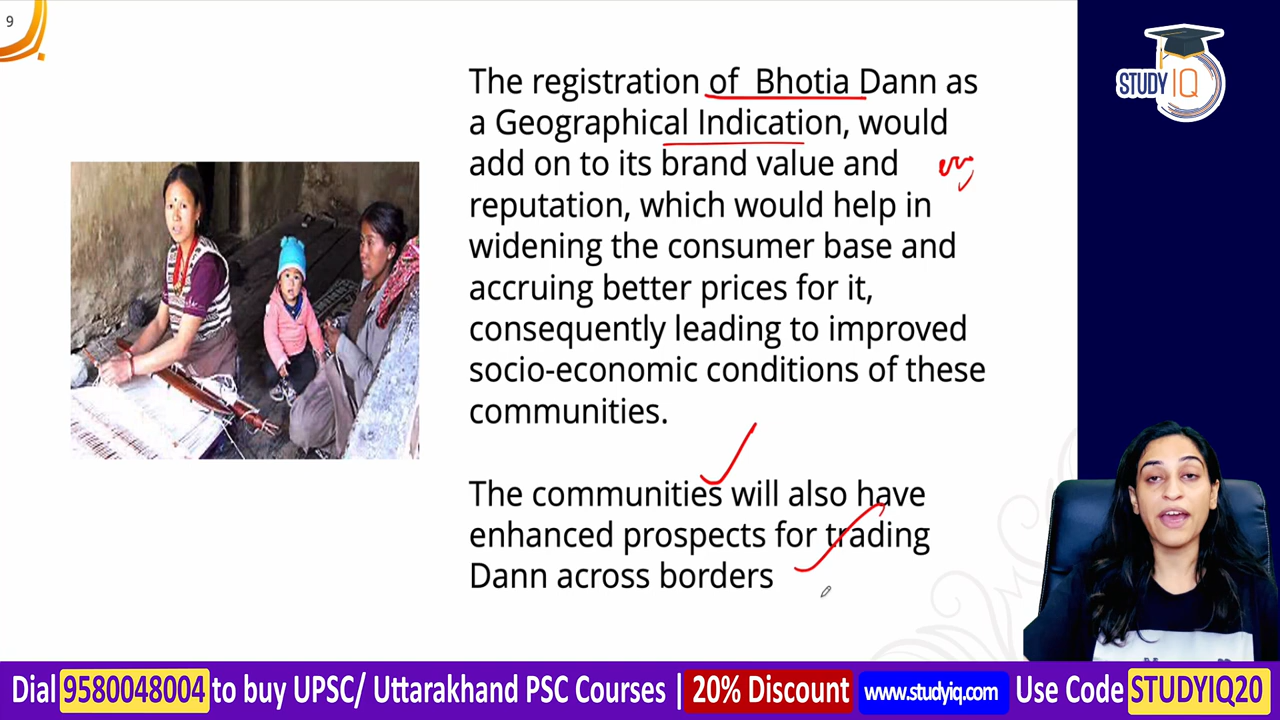 9
The registration of Bhotia Dann as
a Geographical Indication, would
add on to its brand value and
reputation, which would help in
widening the consumer base and
accruing better prices for it,
consequently leading to improved
socio-economic conditions of these
communities.
The communities will also have
enhanced prospects for trading
Dann across borders
STUDY IQ
Dial 9580048004 to buy UPSC/ Uttarakhand PSC Courses | 20% Discount www.studyiq.com Use Code STUDYIQ20